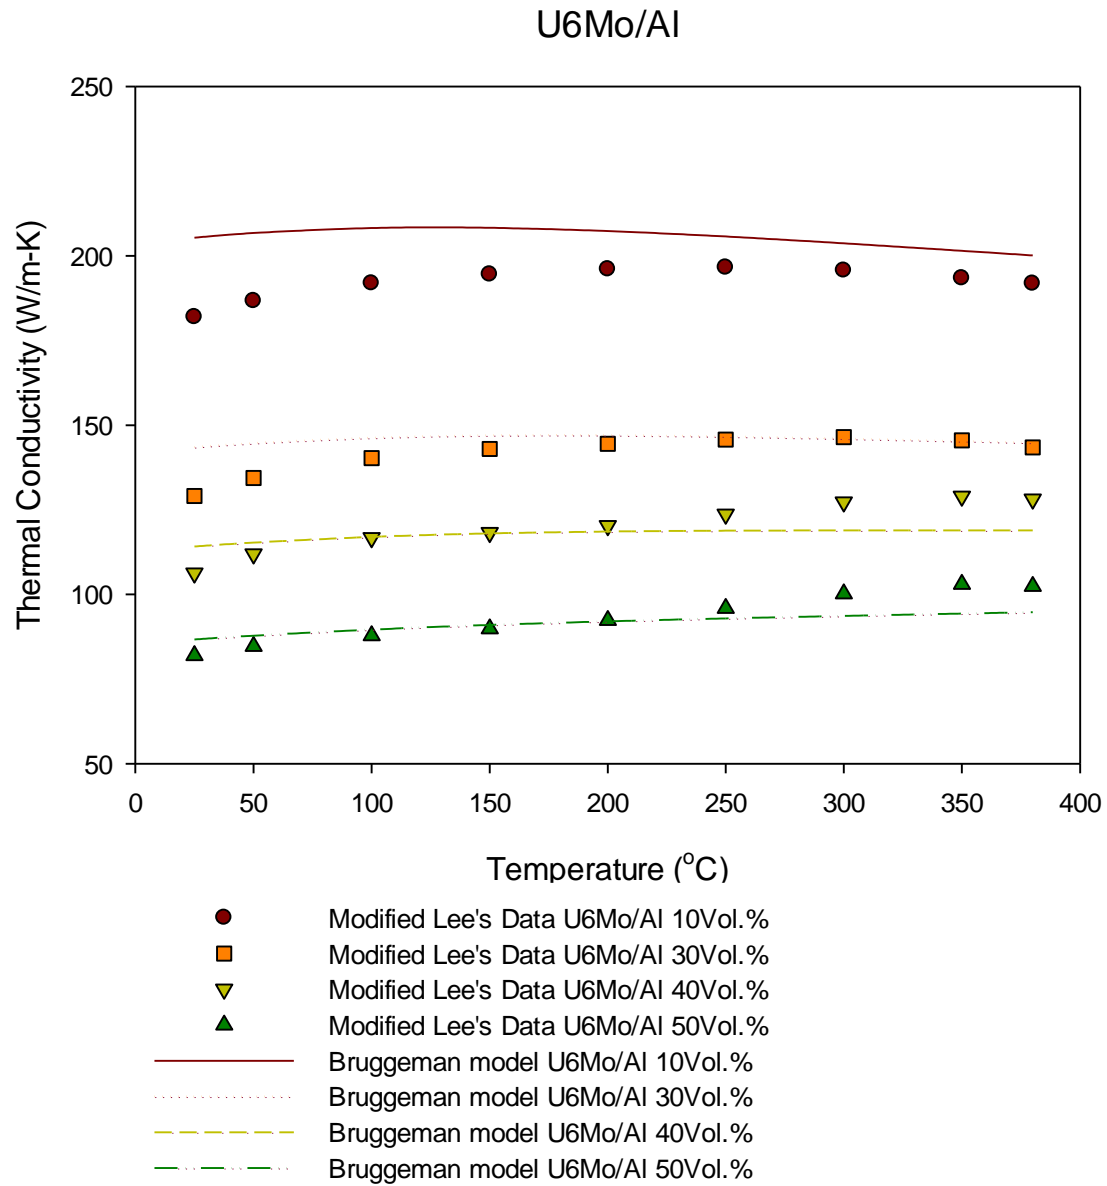 U6Mo/Al
250
200
150
100
50
Thermal Conductivity (W/m-K)
0 50 100 150 200 250 300 350 400
Temperature (°C)
Modified Lee's Data U6Mo/Al 10Vol.%
Modified Lee's Data U6Mo/Al 30Vol.%
Modified Lee's Data U6Mo/Al 40Vol.%
Modified Lee's Data U6Mo/Al 50Vol.%
Bruggeman model U6Mo/Al 10Vol.%
Bruggeman model U6Mo/Al 30Vol.%
Bruggeman model U6Mo/Al 40Vol.%
Bruggeman model U6Mo/Al 50Vol.%